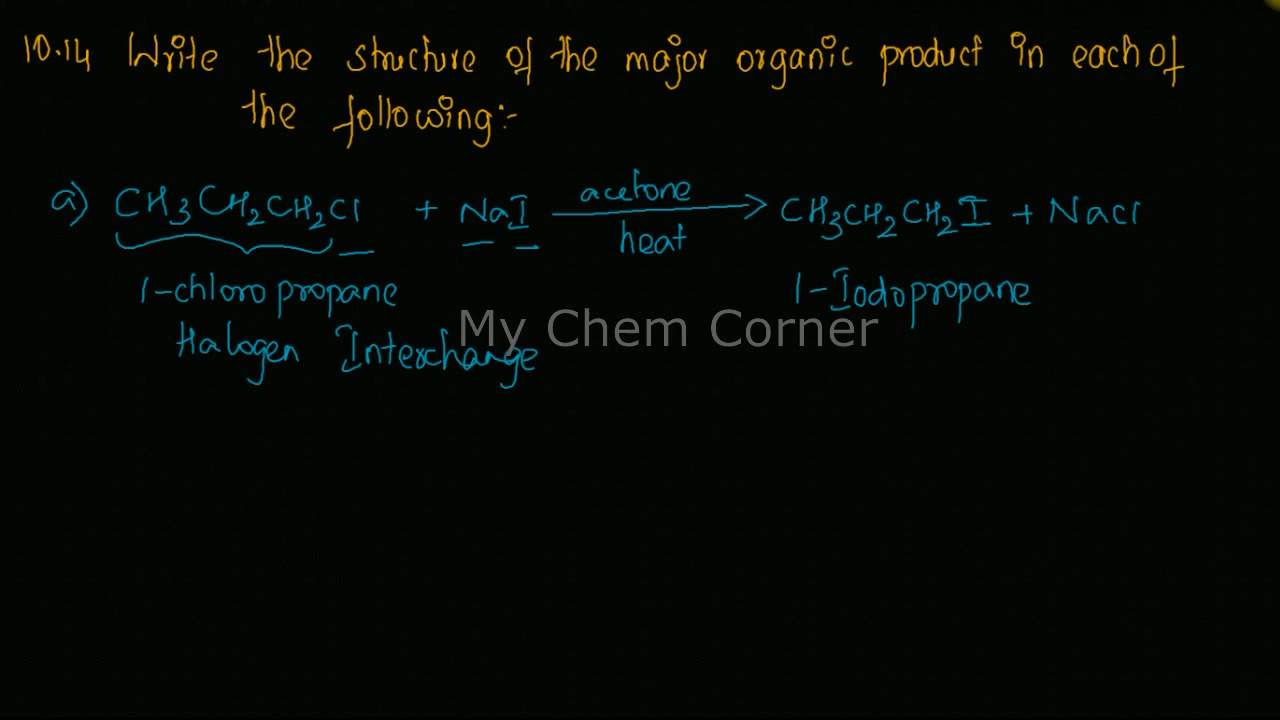 10.14 Write the structure of the major organic product in each of
the following:-
a) CH3CH2CH2Cl + NaI acetone heat → CH3CH2CH2I + NaCl
1-chloropropane 1-Iodopropane
My Chem Corner
Halogen Interchange